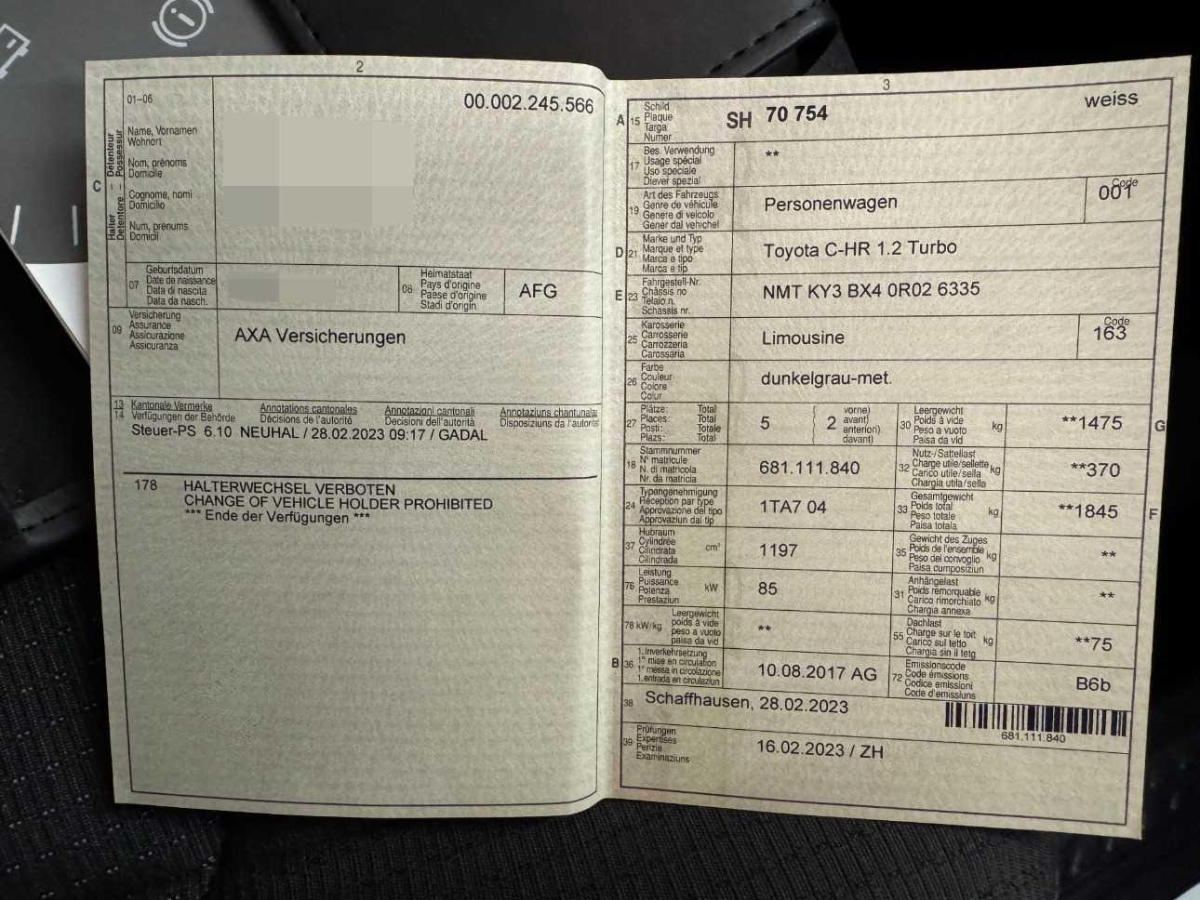 2
01-06
00.002.245.566
C
Halter Détenteur
Detentore Possessur
Name, Vornamen
Wohnort
Nom, prénoms
Domicile
Cognome, nomi
Domicilio
Num, prenums
Domicil
07
Geburtsdatum
Date de naissance
Data di nascita
Data da nasch.
08
Heimatstaat
Pays d'origine
Paese d'origine
Stadi d'origin
AFG
09
Versicherung
Assurance
Assicurazione
Assicuranza
AXA Versicherungen
13
14
Kantonale Vermerke
Verfügungen der Behörde
Annotations cantonales
Décisions de l'autorité
Annotazioni cantonali
Decisioni dell'autorità
Annotaziuns chantunalas
Disposiziuns da l'autorit
Steuer-PS 6.10 NEUHAL / 28.02.2023 09:17 / GADAL
178 HALTERWECHSEL VERBOTEN
CHANGE OF VEHICLE HOLDER PROHIBITED
*** Ende der Verfügungen ***
3
A 15
Schild
Plaque
Targa
Numer
SH 70 754
weiss
17
Bes. Verwendung
Usage spécial
Uso speciale
Diever spezial
**
19
Art des Fahrzeugs
Genre de véhicule
Genere di veicolo
Gener dal vehichel
Personenwagen
Code
001
D 21
Marke und Typ
Marque et type
Marca e tipo
Marca e tip
Toyota C-HR 1.2 Turbo
E 23
Fahrgestell-Nr.
Châssis no
Telaio n.
Schassis nr.
NMT KY3 BX4 0R02 6335
25
Karosserie
Carrosserie
Carrozzeria
Carossaria
Limousine
Code
163
26
Farbe
Couleur
Colore
Colur
dunkelgrau-met.
27
Plätze: Total
Places: Total
Posti: Totale
Plazs: Total
5
2
vorne)
avant)
anteriori)
davant)
30
Leergewicht
Poids à vide
Peso a vuoto
Paisa da vid
kg
**1475
G
18
Stammnummer
N° matricule
N. di matricola
Nr. da matricla
681.111.840
32
Nutz-/Sattellast
Charge utile/sellette
Carico utile/sella
Chargia utila/sella
kg
**370
24
Typengenehmigung
Réception par type
Approvazione del tipo
Approvaziun dal tip
1TA7 04
33
Gesamtgewicht
Poids total
Peso totale
Paisa totala
kg
**1845
F
37
Hubraum
Cylindrée
Cilindrata
Cilindrada
cm³
1197
35
Gewicht des Zuges
Poids de l'ensemble
Peso del convoglio
Paisa cumposiziun
kg
**
76
Leistung
Puissance
Potenza
Prestaziun
kW
85
31
Anhängelast
Poids remorquable
Carico rimorchiato
Chargia annexa
kg
**
78 kW/kg
Leergewicht
poids à vide
peso a vuoto
paisa da vid
**
55
Dachlast
Charge sur le toit
Carico sul tetto
Chargia sin il tetg
kg
**75
B 36
1. Inverkehrsetzung
1re mise en circulation
1a messa in circolazione
1. entrada en circulaziun
10.08.2017 AG
72
Emissionscode
Code émissions
Codice emissioni
Code d'emissiuns
B6b
38
Schaffhausen, 28.02.2023
681.111.840
39
Prüfungen
Expertises
Perizie
Examinaziuns
16.02.2023 / ZH